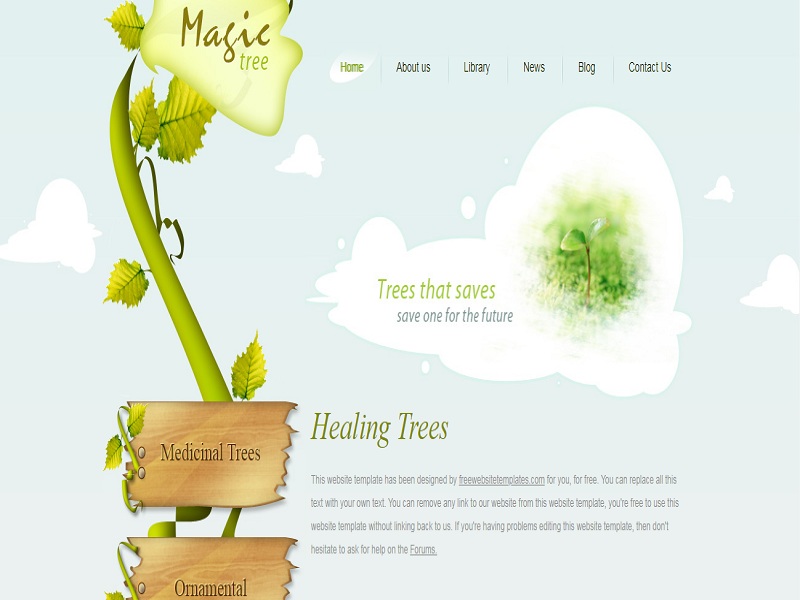 Magic
tree
Home
About us
Library
News
Blog
Contact Us
Trees that saves
save one for the future
Medicinal Trees
Ornamental
Healing Trees
This website template has been designed by freewebsitetemplates.com for you, for free. You can replace all this
text with your own text. You can remove any link to our website from this website template, you're free to use this
website template without linking back to us. If you're having problems editing this website template, then don't
hesitate to ask for help on the Forums.